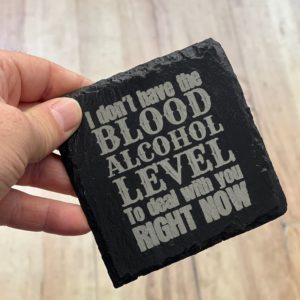 I don't have the
BLOOD
ALCOHOL
LEVEL
To deal with you
RIGHT NOW